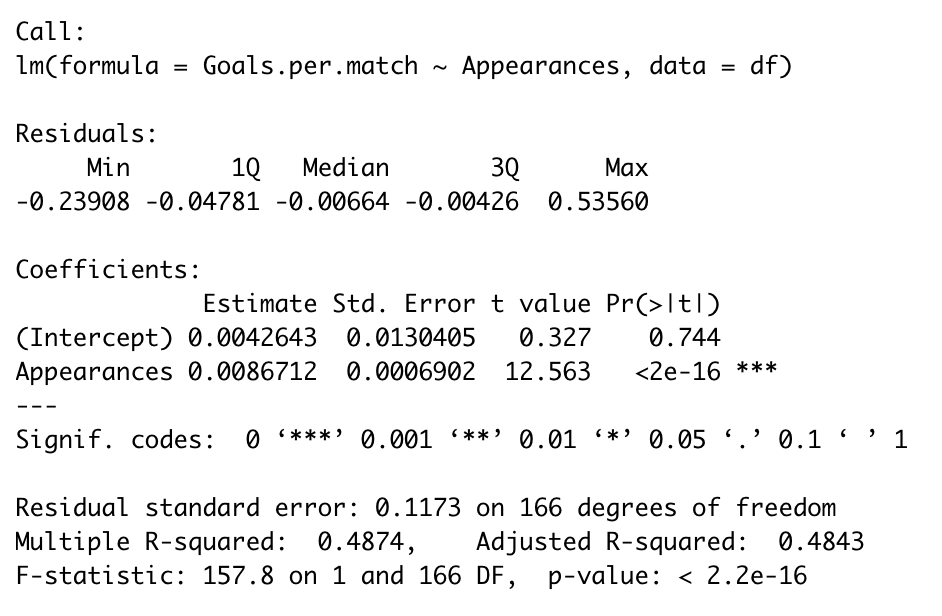 Call:
lm(formula = Goals.per.match ~ Appearances, data = df)
Residuals:
     Min       1Q   Median       3Q      Max
-0.23908 -0.04781 -0.00664 -0.00426  0.53560
Coefficients:
             Estimate Std. Error t value Pr(>|t|)
(Intercept) 0.0042643  0.0130405   0.327    0.744
Appearances 0.0086712  0.0006902  12.563   <2e-16 ***
---
Signif. codes:  0 ‘***’ 0.001 ‘**’ 0.01 ‘*’ 0.05 ‘.’ 0.1 ‘ ’ 1
Residual standard error: 0.1173 on 166 degrees of freedom
Multiple R-squared:  0.4874,    Adjusted R-squared:  0.4843
F-statistic: 157.8 on 1 and 166 DF,  p-value: < 2.2e-16